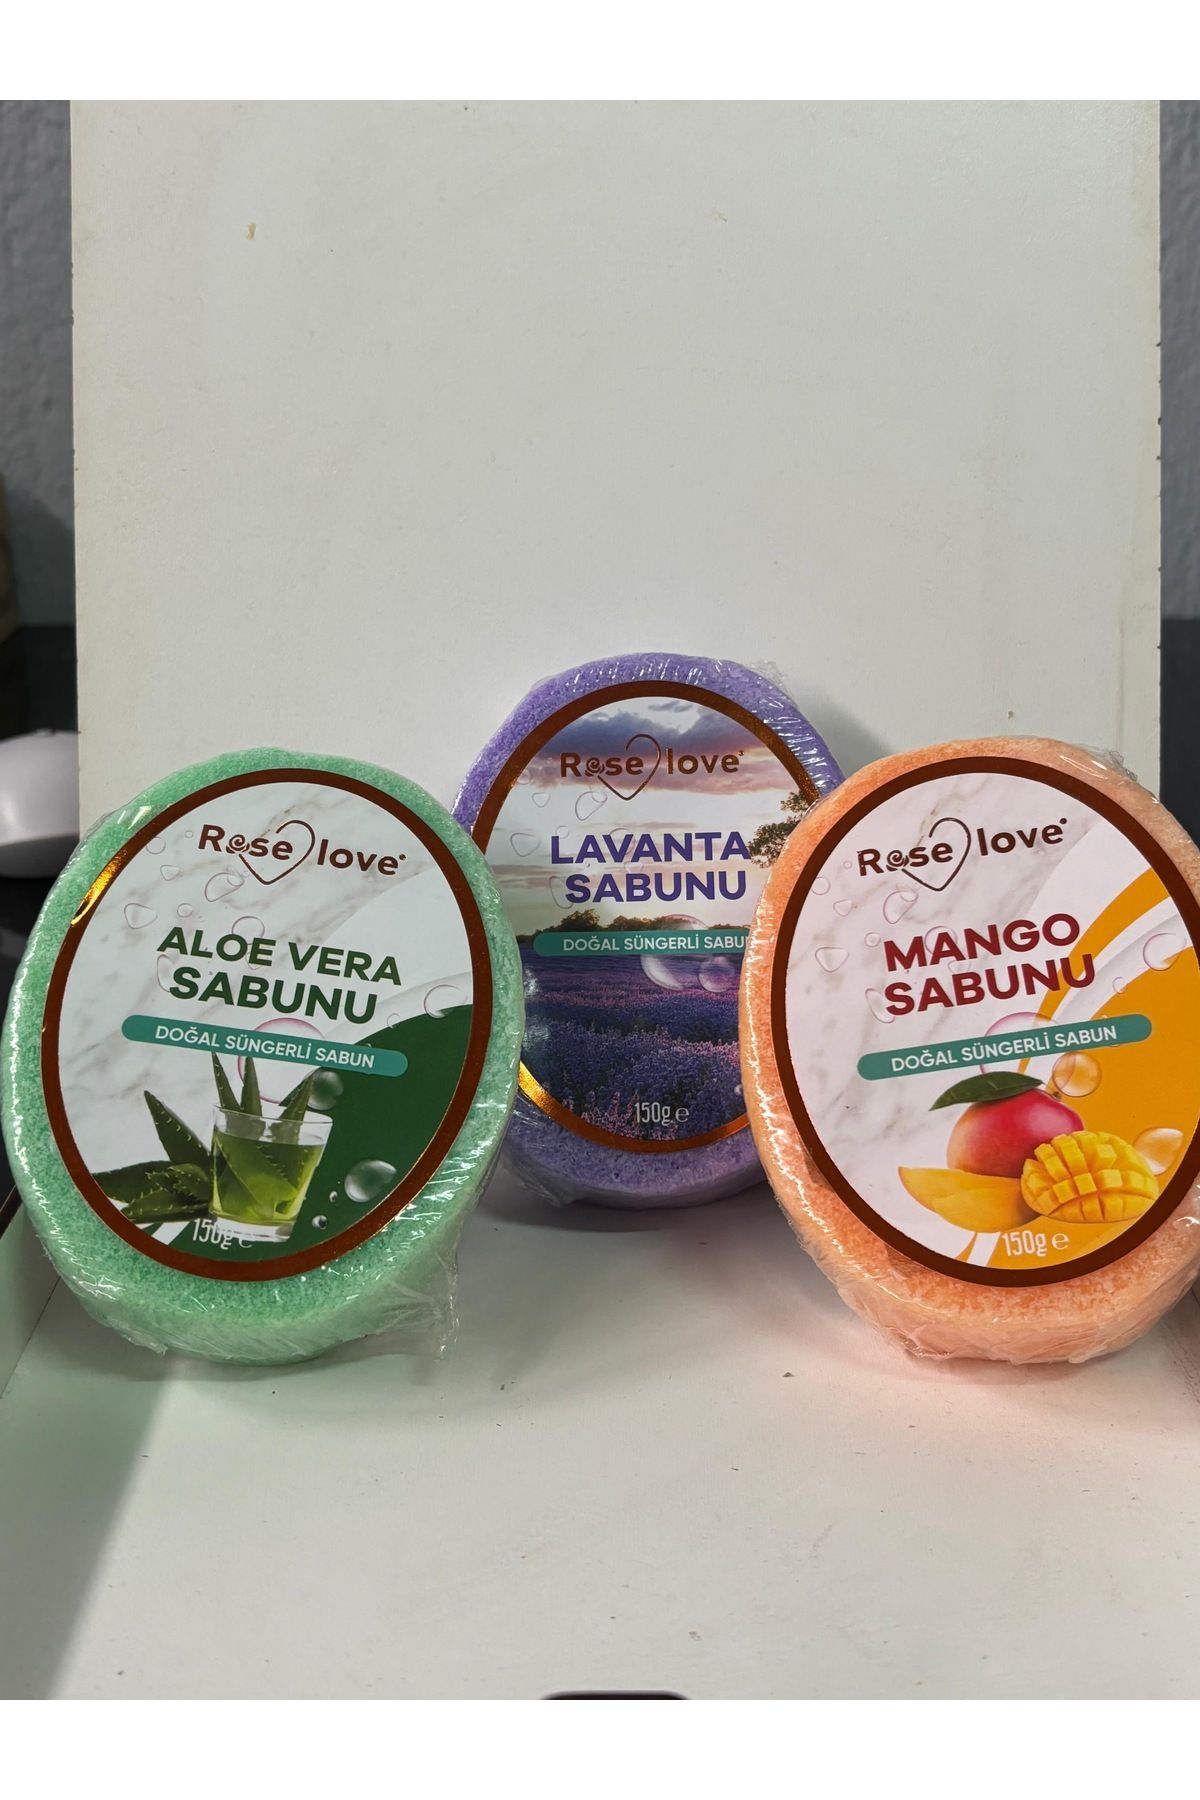 Rose love
ALOE VERA
SABUNU
DOĞAL SÜNGERLİ SABUN
150g e
Rose love
LAVANTA
SABUNU
DOĞAL SÜNGERLİ
150g e
Rose love
MANGO
SABUNU
DOĞAL SÜNGERLİ SABUN
150g e